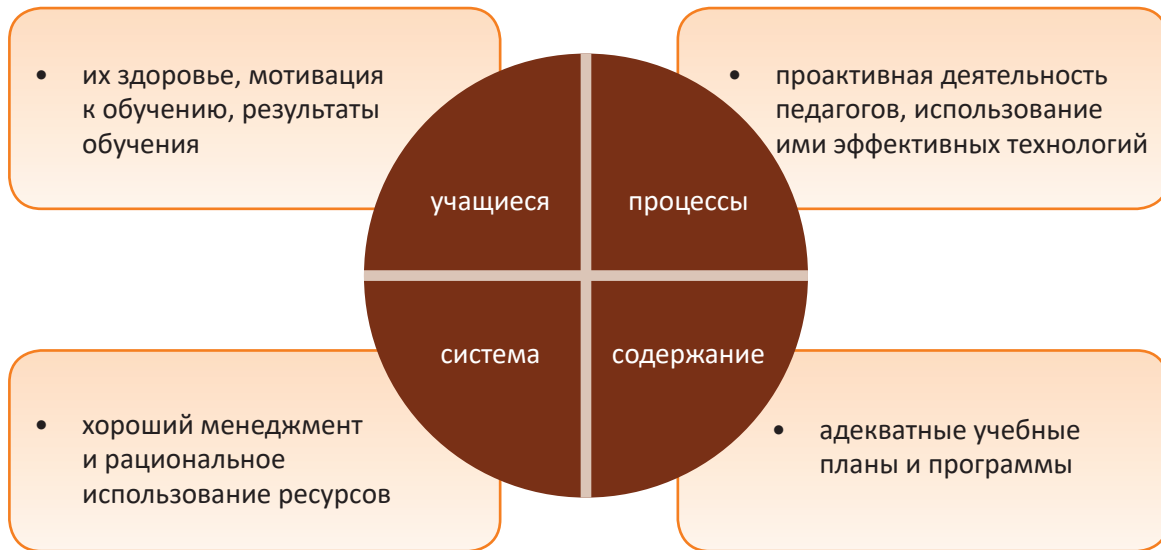 • их здоровье, мотивация
к обучению, результаты
обучения
• проактивная деятельность
педагогов, использование
ими эффективных технологий
учащиеся
процессы
система
содержание
• хороший менеджмент
и рациональное
использование ресурсов
• адекватные учебные
планы и программы